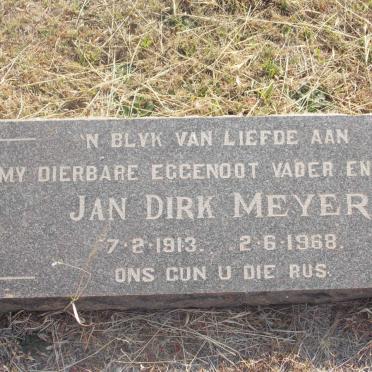 'N BLYK VAN LIEFDE AAN
MY DIERBARE EGGENOOT VADER EN
JAN DIRK MEYER
7·2·1913. 2·6·1968.
ONS GUN U DIE RUS.